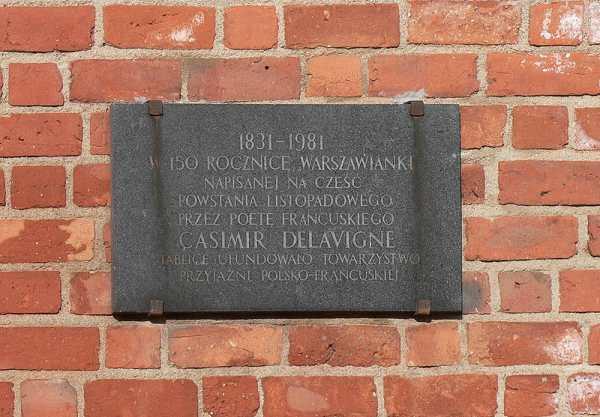 1831–1981
W 150 ROCZNICĘ WARSZAWIANKI
NAPISANEJ NA CZEŚĆ
POWSTANIA LISTOPADOWEGO
PRZEZ POETĘ FRANCUSKIEGO
CASIMIR DELAVIGNE
TABLICĘ UFUNDOWAŁO TOWARZYSTWO
PRZYJAŹNI POLSKO-FRANCUSKIEJ